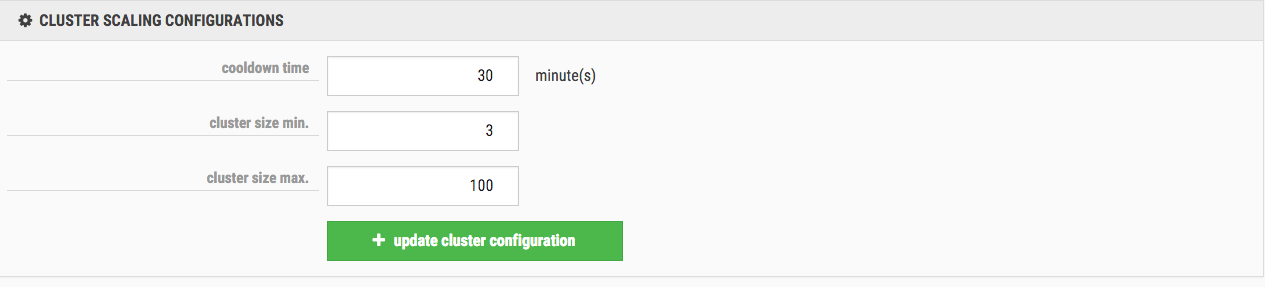 CLUSTER SCALING CONFIGURATIONS
cooldown time 30 minute(s)
cluster size min. 3
cluster size max. 100
+ update cluster configuration